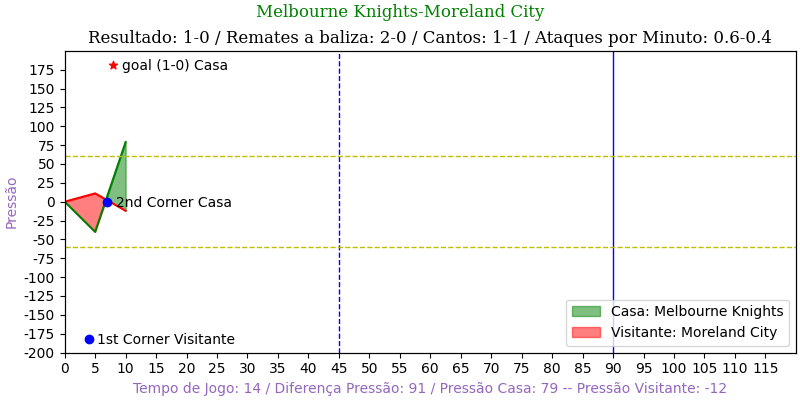 Melbourne Knights-Moreland City
Resultado: 1-0 / Remates a baliza: 2-0 / Cantos: 1-1 / Ataques por Minuto: 0.6-0.4
175
150
125
100
75
50
25
0
-25
-50
-75
-100
-125
-150
-175
-200
Pressão
goal (1-0) Casa
2nd Corner Casa
1st Corner Visitante
Casa: Melbourne Knights
Visitante: Moreland City
0 5 10 15 20 25 30 35 40 45 50 55 60 65 70 75 80 85 90 95 100 105 110 115
Tempo de Jogo: 14 / Diferença Pressão: 91 / Pressão Casa: 79 -- Pressão Visitante: -12